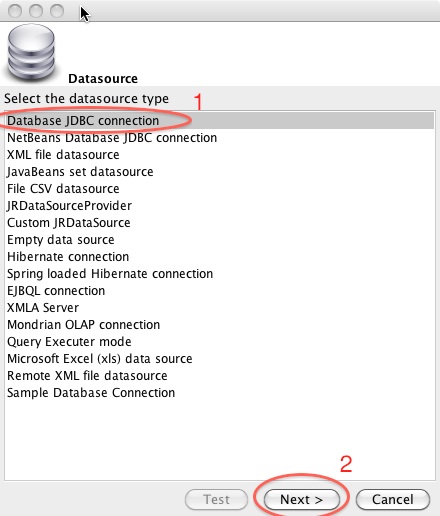 Datasource
Select the datasource type 1
Database JDBC connection
NetBeans Database JDBC connection
XML file datasource
JavaBeans set datasource
File CSV datasource
JRDataSourceProvider
Custom JRDataSource
Empty data source
Hibernate connection
Spring loaded Hibernate connection
EJBQL connection
XMLA Server
Mondrian OLAP connection
Query Executer mode
Microsoft Excel (xls) data source
Remote XML file datasource
Sample Database Connection
2
Test Next > Cancel